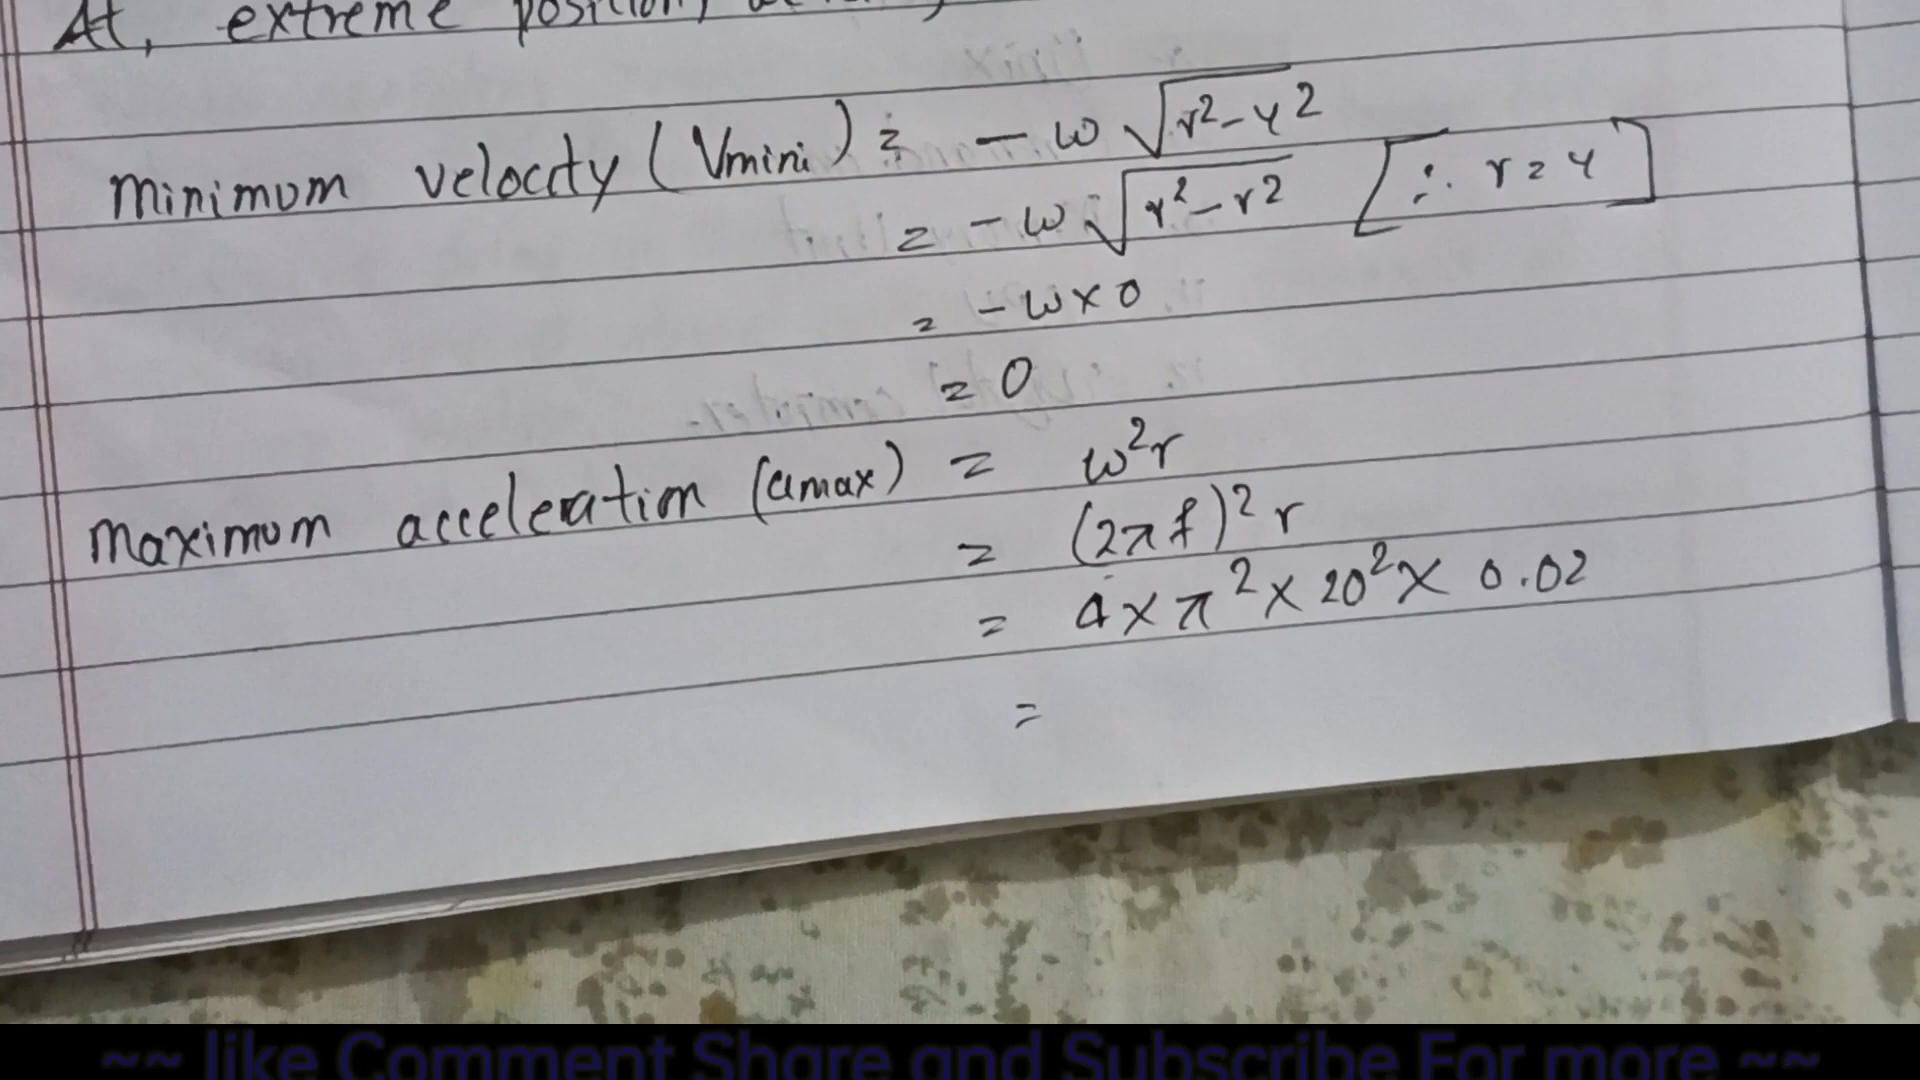 At, extreme position,
Minimum velocity (Vmini) = - ω √r²-y²
= - ω √r²-r² [∴ r = y]
= - ω × 0
= 0
Maximum acceleration (amax) = ω²r
= (2πf)² r
= 4 × π² × 20² × 0.02
=
~~ like Comment Share and Subscribe For more ~~